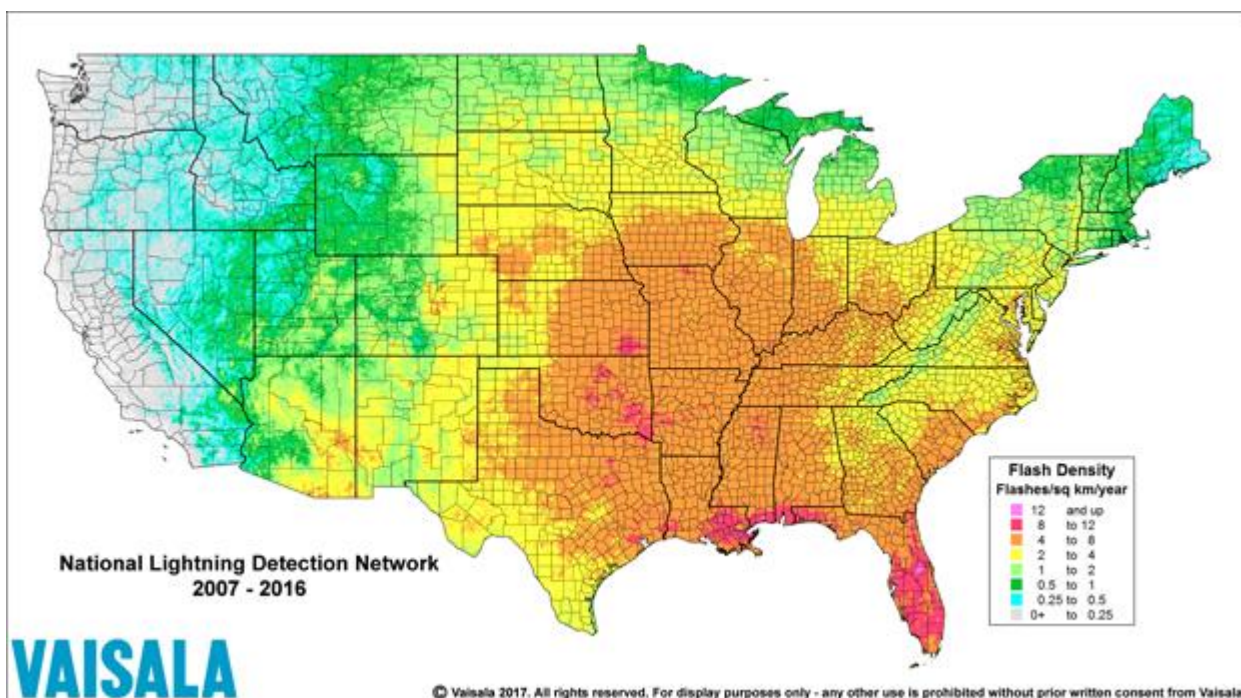 Flash Density
Flashes/sq km/year
12 and up
8 to 12
4 to 8
2 to 4
1 to 2
0.5 to 1
0.25 to 0.5
0+ to 0.25
National Lightning Detection Network
2007 - 2016
VAISALA
© Vaisala 2017. All rights reserved. For display purposes only - any other use is prohibited without prior written consent from Vaisala